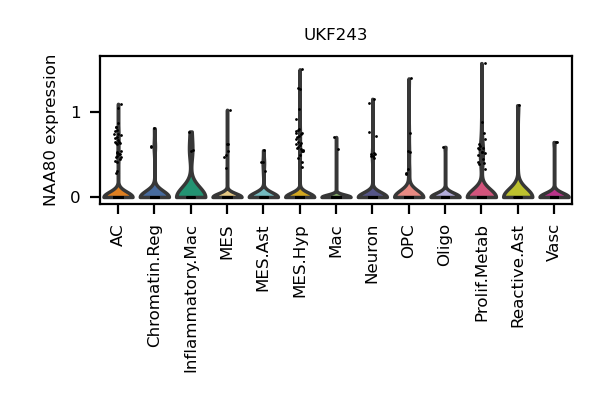 UKF243
NAA80 expression
1
0
AC
Chromatin.Reg
Inflammatory.Mac
MES
MES.Ast
MES.Hyp
Mac
Neuron
OPC
Oligo
Prolif.Metab
Reactive.Ast
Vasc